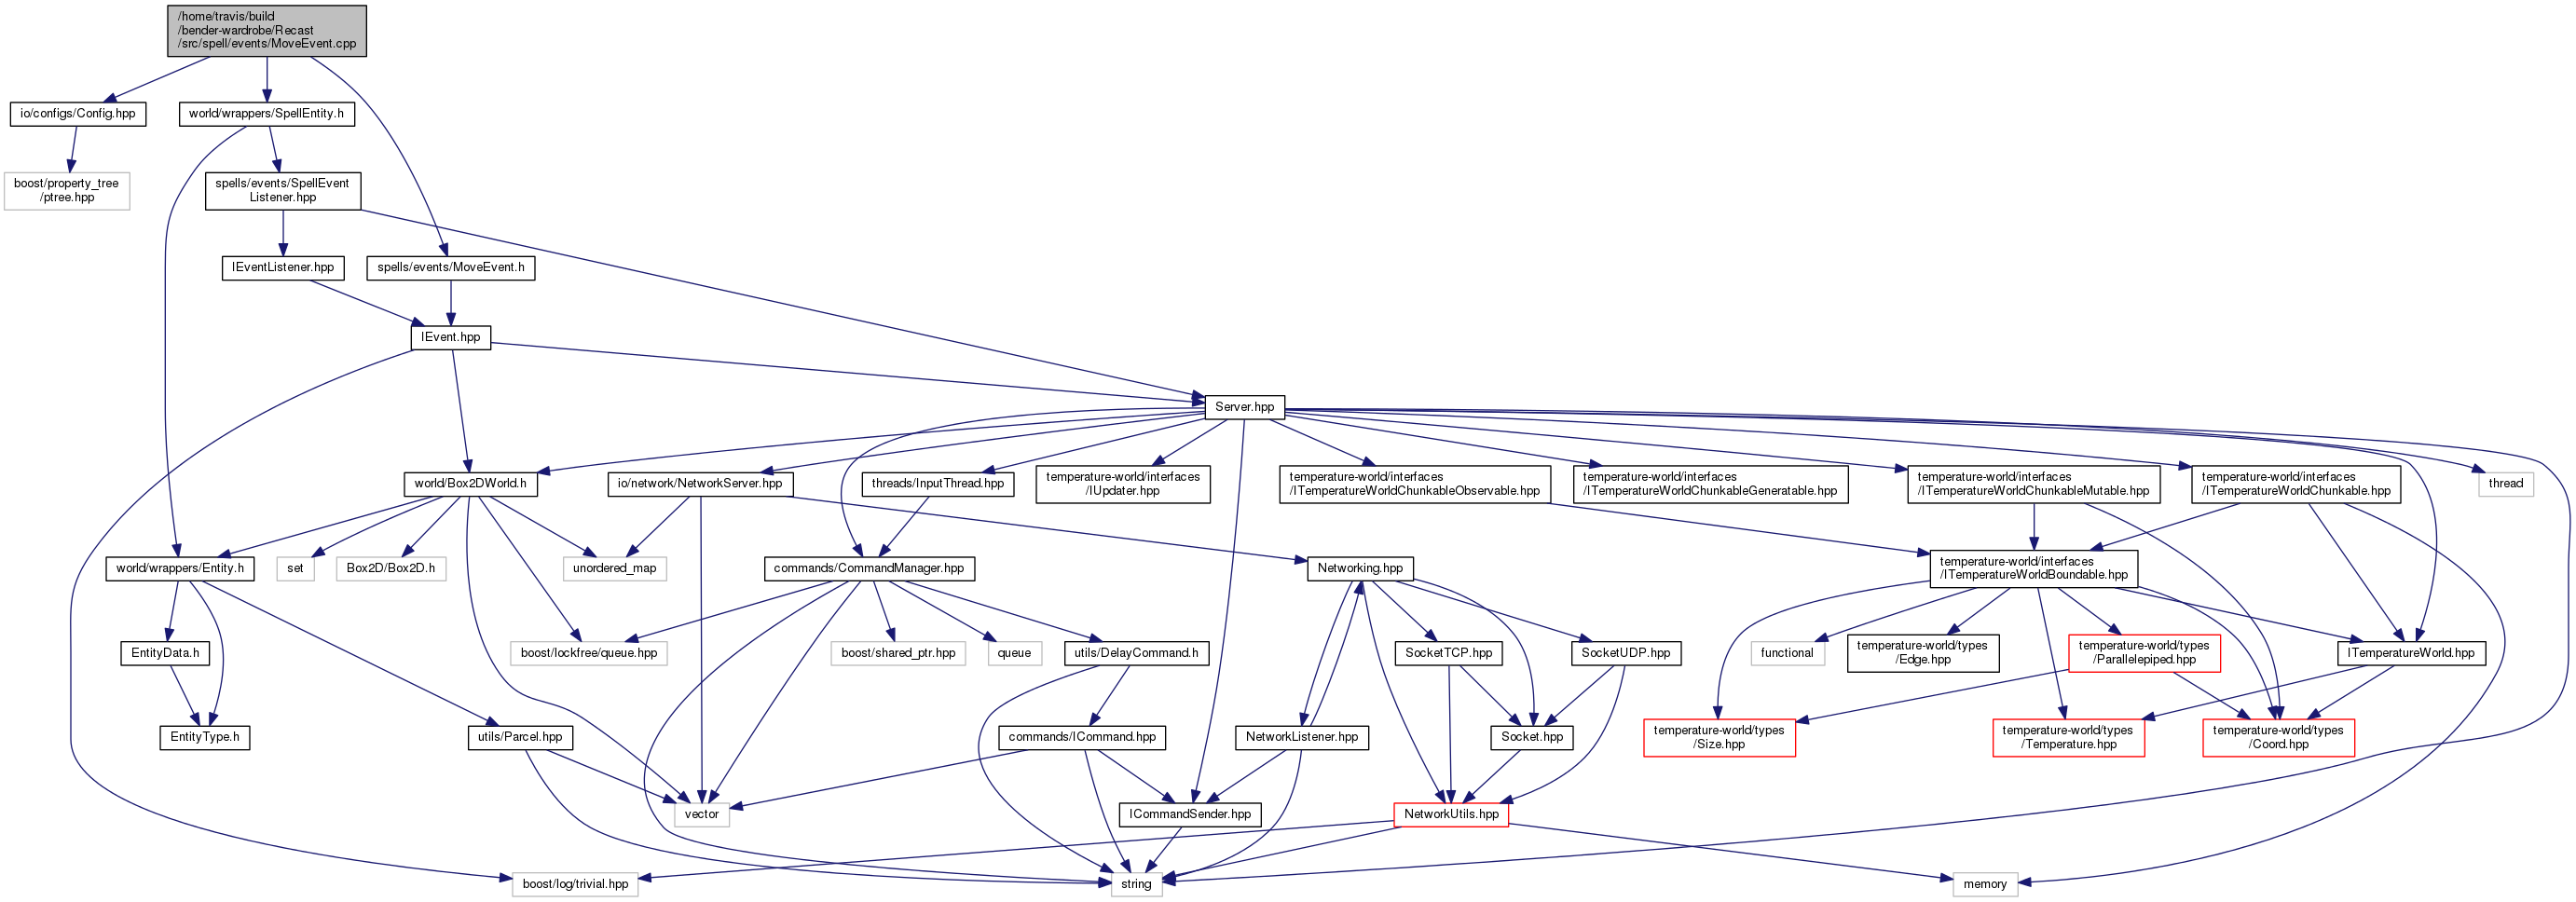 /home/travis/build
/bender-wardrobe/Recast
/src/spell/events/MoveEvent.cpp
io/configs/Config.hpp
world/wrappers/SpellEntity.h
boost/property_tree
/ptree.hpp
spells/events/SpellEvent
Listener.hpp
IEventListener.hpp
spells/events/MoveEvent.h
IEvent.hpp
Server.hpp
world/Box2DWorld.h
io/network/NetworkServer.hpp
threads/InputThread.hpp
temperature-world/interfaces
/IUpdater.hpp
temperature-world/interfaces
/ITemperatureWorldChunkableObservable.hpp
temperature-world/interfaces
/ITemperatureWorldChunkableGeneratable.hpp
temperature-world/interfaces
/ITemperatureWorldChunkableMutable.hpp
temperature-world/interfaces
/ITemperatureWorldChunkable.hpp
thread
world/wrappers/Entity.h
set
Box2D/Box2D.h
unordered_map
commands/CommandManager.hpp
Networking.hpp
temperature-world/interfaces
/ITemperatureWorldBoundable.hpp
EntityData.h
boost/lockfree/queue.hpp
boost/shared_ptr.hpp
queue
utils/DelayCommand.h
SocketTCP.hpp
SocketUDP.hpp
functional
temperature-world/types
/Edge.hpp
temperature-world/types
/Parallelepiped.hpp
ITemperatureWorld.hpp
EntityType.h
utils/Parcel.hpp
commands/ICommand.hpp
NetworkListener.hpp
Socket.hpp
temperature-world/types
/Size.hpp
temperature-world/types
/Temperature.hpp
temperature-world/types
/Coord.hpp
vector
ICommandSender.hpp
NetworkUtils.hpp
boost/log/trivial.hpp
string
memory